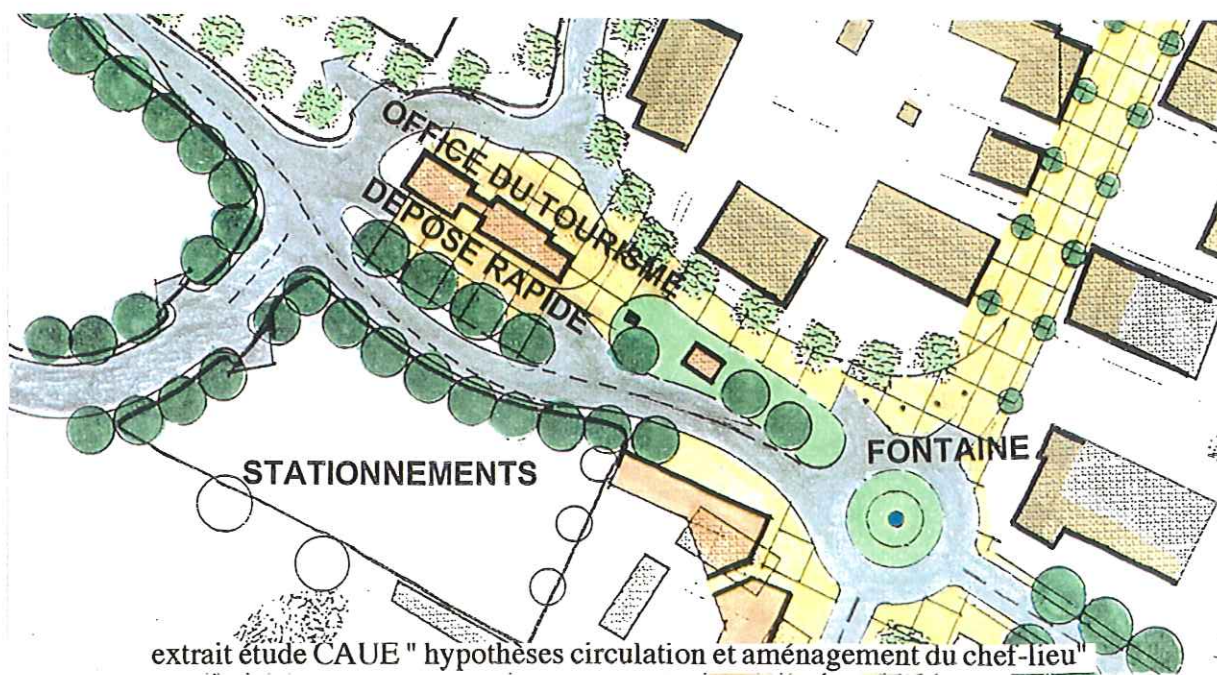 OFFICE DU TOURISME
DEPOSE RAPIDE
FONTAINE
STATIONNEMENTS
extrait étude CAUE " hypothèses circulation et aménagement du chef-lieu"